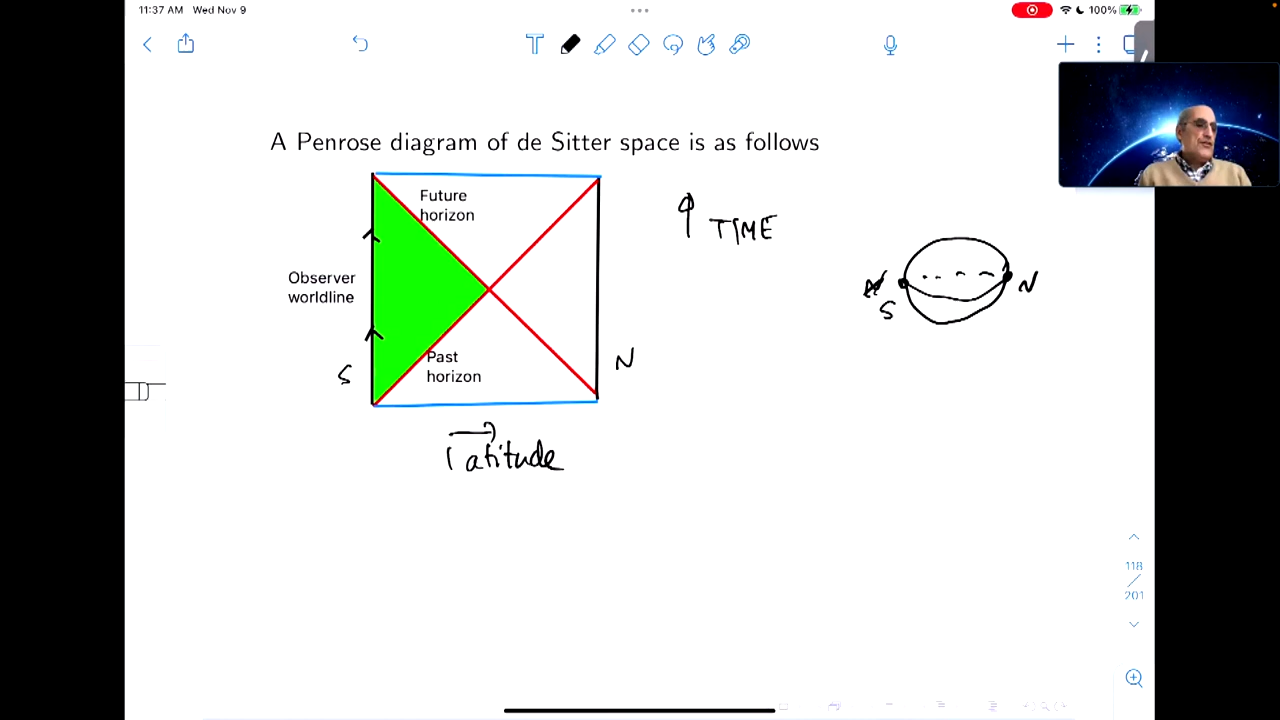 11:37 AM Wed Nov 9
100%
A Penrose diagram of de Sitter space is as follows
Future
horizon
TIME
Observer
worldline
N
S
Past
horizon
N
S
latitude
118
201